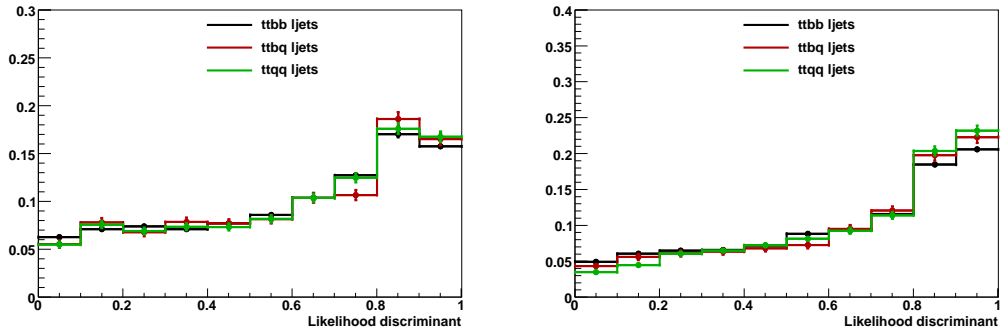 0.3
0.25
0.2
0.15
0.1
0.05
0
ttbb ljets
ttbq ljets
ttqq ljets
0 0.2 0.4 0.6 0.8 1
Likelihood discriminant
0.4
0.35
0.3
0.25
0.2
0.15
0.1
0.05
0
ttbb ljets
ttbq ljets
ttqq ljets
0 0.2 0.4 0.6 0.8 1
Likelihood discriminant